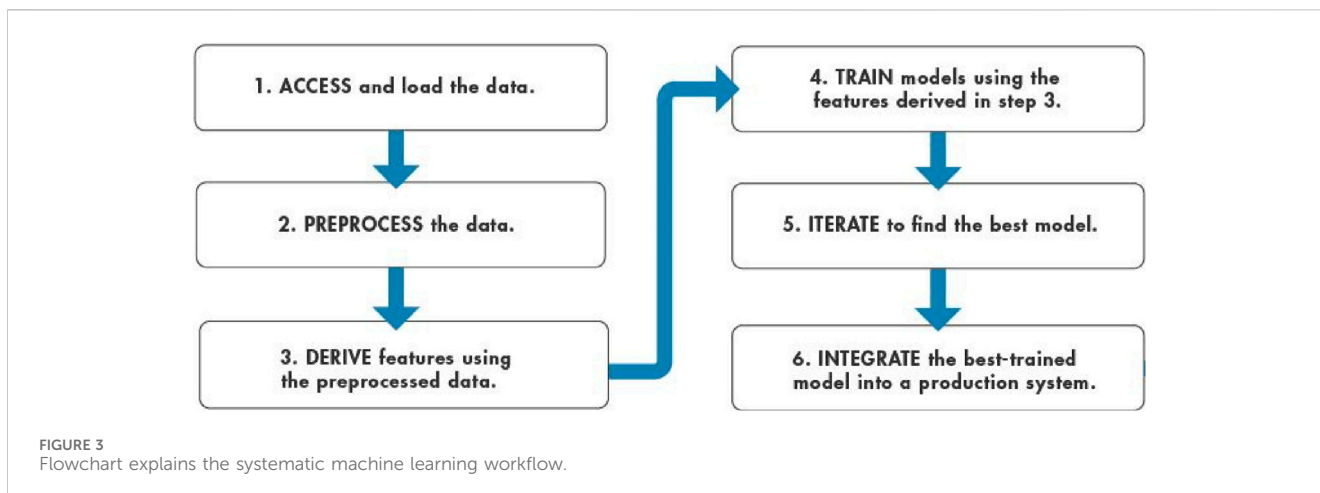 1. ACCESS and load the data.
2. PREPROCESS the data.
3. DERIVE features using
the preprocessed data.
4. TRAIN models using the
features derived in step 3.
5. ITERATE to find the best model.
6. INTEGRATE the best-trained
model into a production system.
FIGURE 3
Flowchart explains the systematic machine learning workflow.